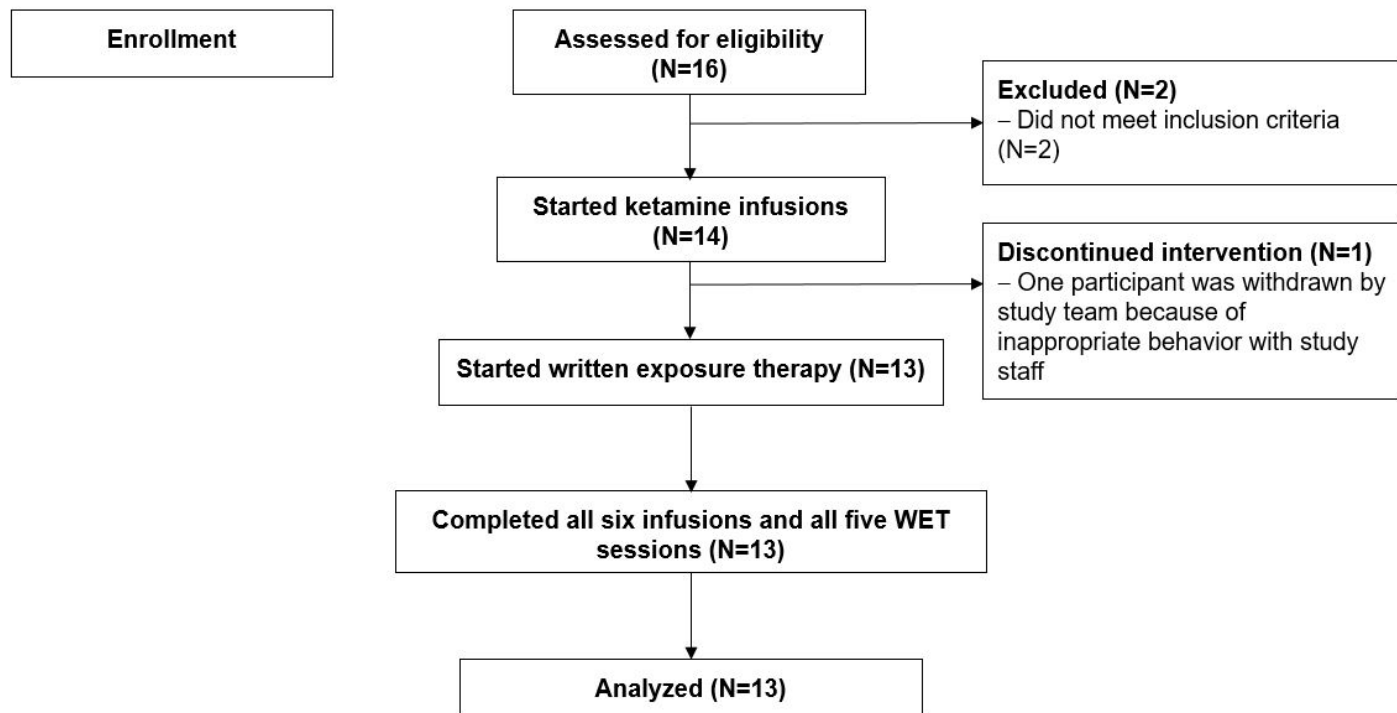 Enrollment
Assessed for eligibility
(N=16)
Excluded (N=2)
– Did not meet inclusion criteria
(N=2)
Started ketamine infusions
(N=14)
Discontinued intervention (N=1)
– One participant was withdrawn by
study team because of
inappropriate behavior with study
staff
Started written exposure therapy (N=13)
Completed all six infusions and all five WET
sessions (N=13)
Analyzed (N=13)